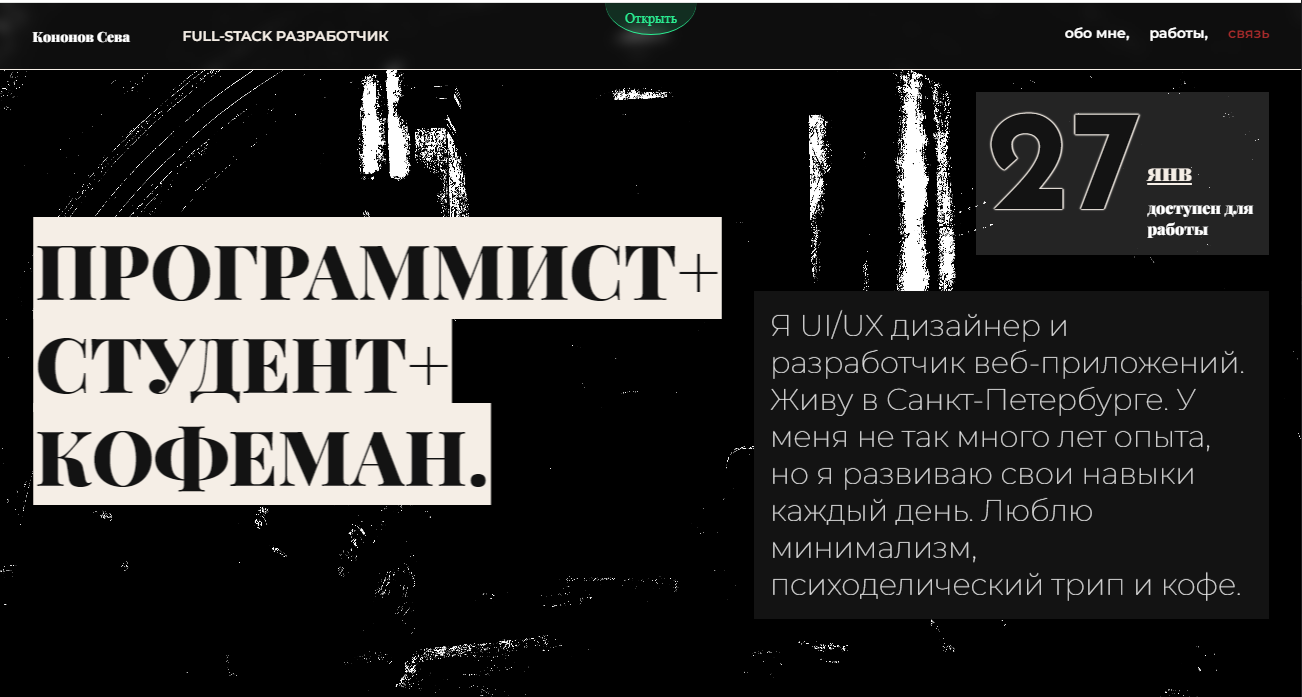 Кононов Сева
FULL-STACK РАЗРАБОТЧИК
Открыть
обо мне, работы, связь
27
янв
доступен для
работы
ПРОГРАММИСТ+
СТУДЕНТ+
КОФЕМАН.
Я UI/UX дизайнер и
разработчик веб-приложений.
Живу в Санкт-Петербурге. У
меня не так много лет опыта,
но я развиваю свои навыки
каждый день. Люблю
минимализм,
психоделический трип и кофе.